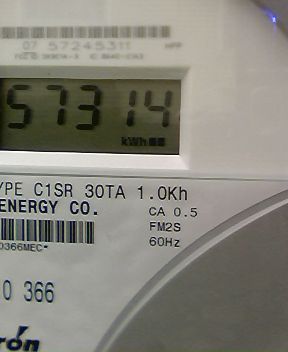 07 57245311
57314
kWh
YPE C1SR 30TA 1.0Kh
ENERGY CO.
CA 0.5
FM2S
60Hz
0366MEC*
0 366
rón